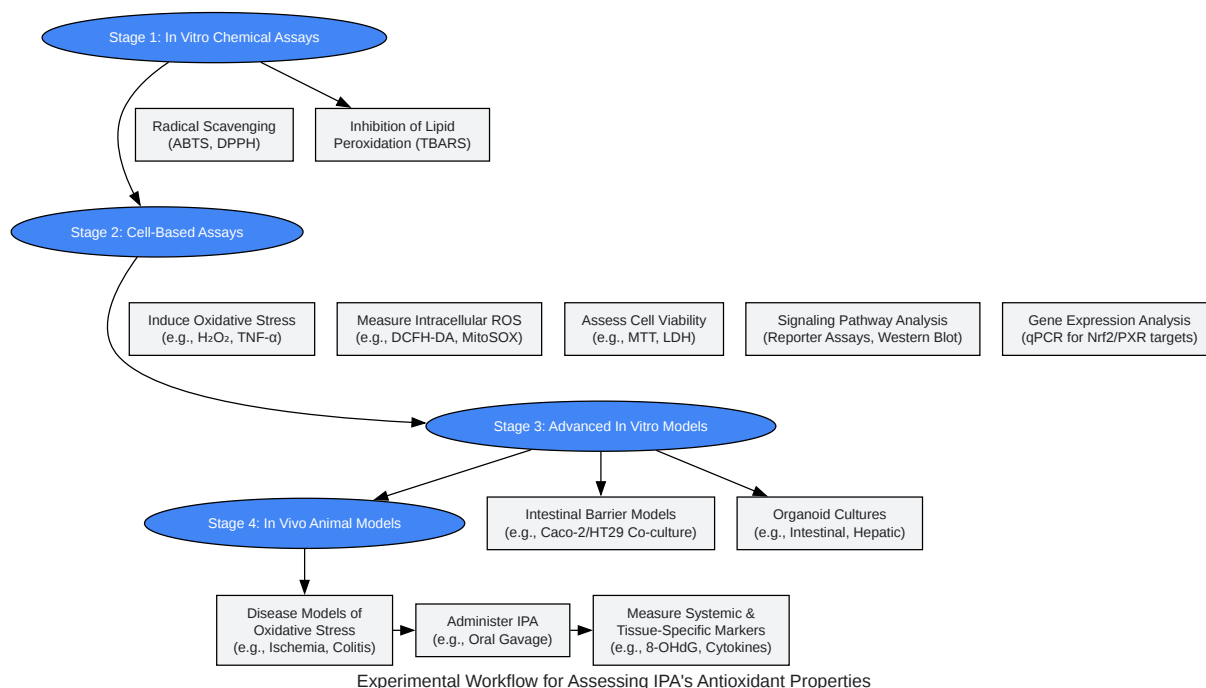 Stage 1: In Vitro Chemical Assays
Radical Scavenging
(ABTS, DPPH)
Inhibition of Lipid
Peroxidation (TBARS)
Stage 2: Cell-Based Assays
Induce Oxidative Stress
(e.g., H₂O₂, TNF-α)
Measure Intracellular ROS
(e.g., DCFH-DA, MitoSOX)
Assess Cell Viability
(e.g., MTT, LDH)
Signaling Pathway Analysis
(Reporter Assays, Western Blot)
Gene Expression Analysis
(qPCR for Nrf2/PXR targets)
Stage 3: Advanced In Vitro Models
Stage 4: In Vivo Animal Models
Intestinal Barrier Models
(e.g., Caco-2/HT29 Co-culture)
Organoid Cultures
(e.g., Intestinal, Hepatic)
Disease Models of
Oxidative Stress
(e.g., Ischemia, Colitis)
Administer IPA
(e.g., Oral Gavage)
Measure Systemic &
Tissue-Specific Markers
(e.g., 8-OHdG, Cytokines)
Experimental Workflow for Assessing IPA's Antioxidant Properties